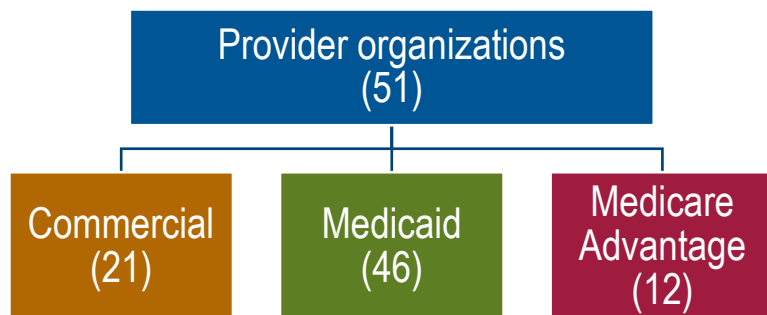 Provider organizations
(51)
Commercial
(21)
Medicaid
(46)
Medicare
Advantage
(12)